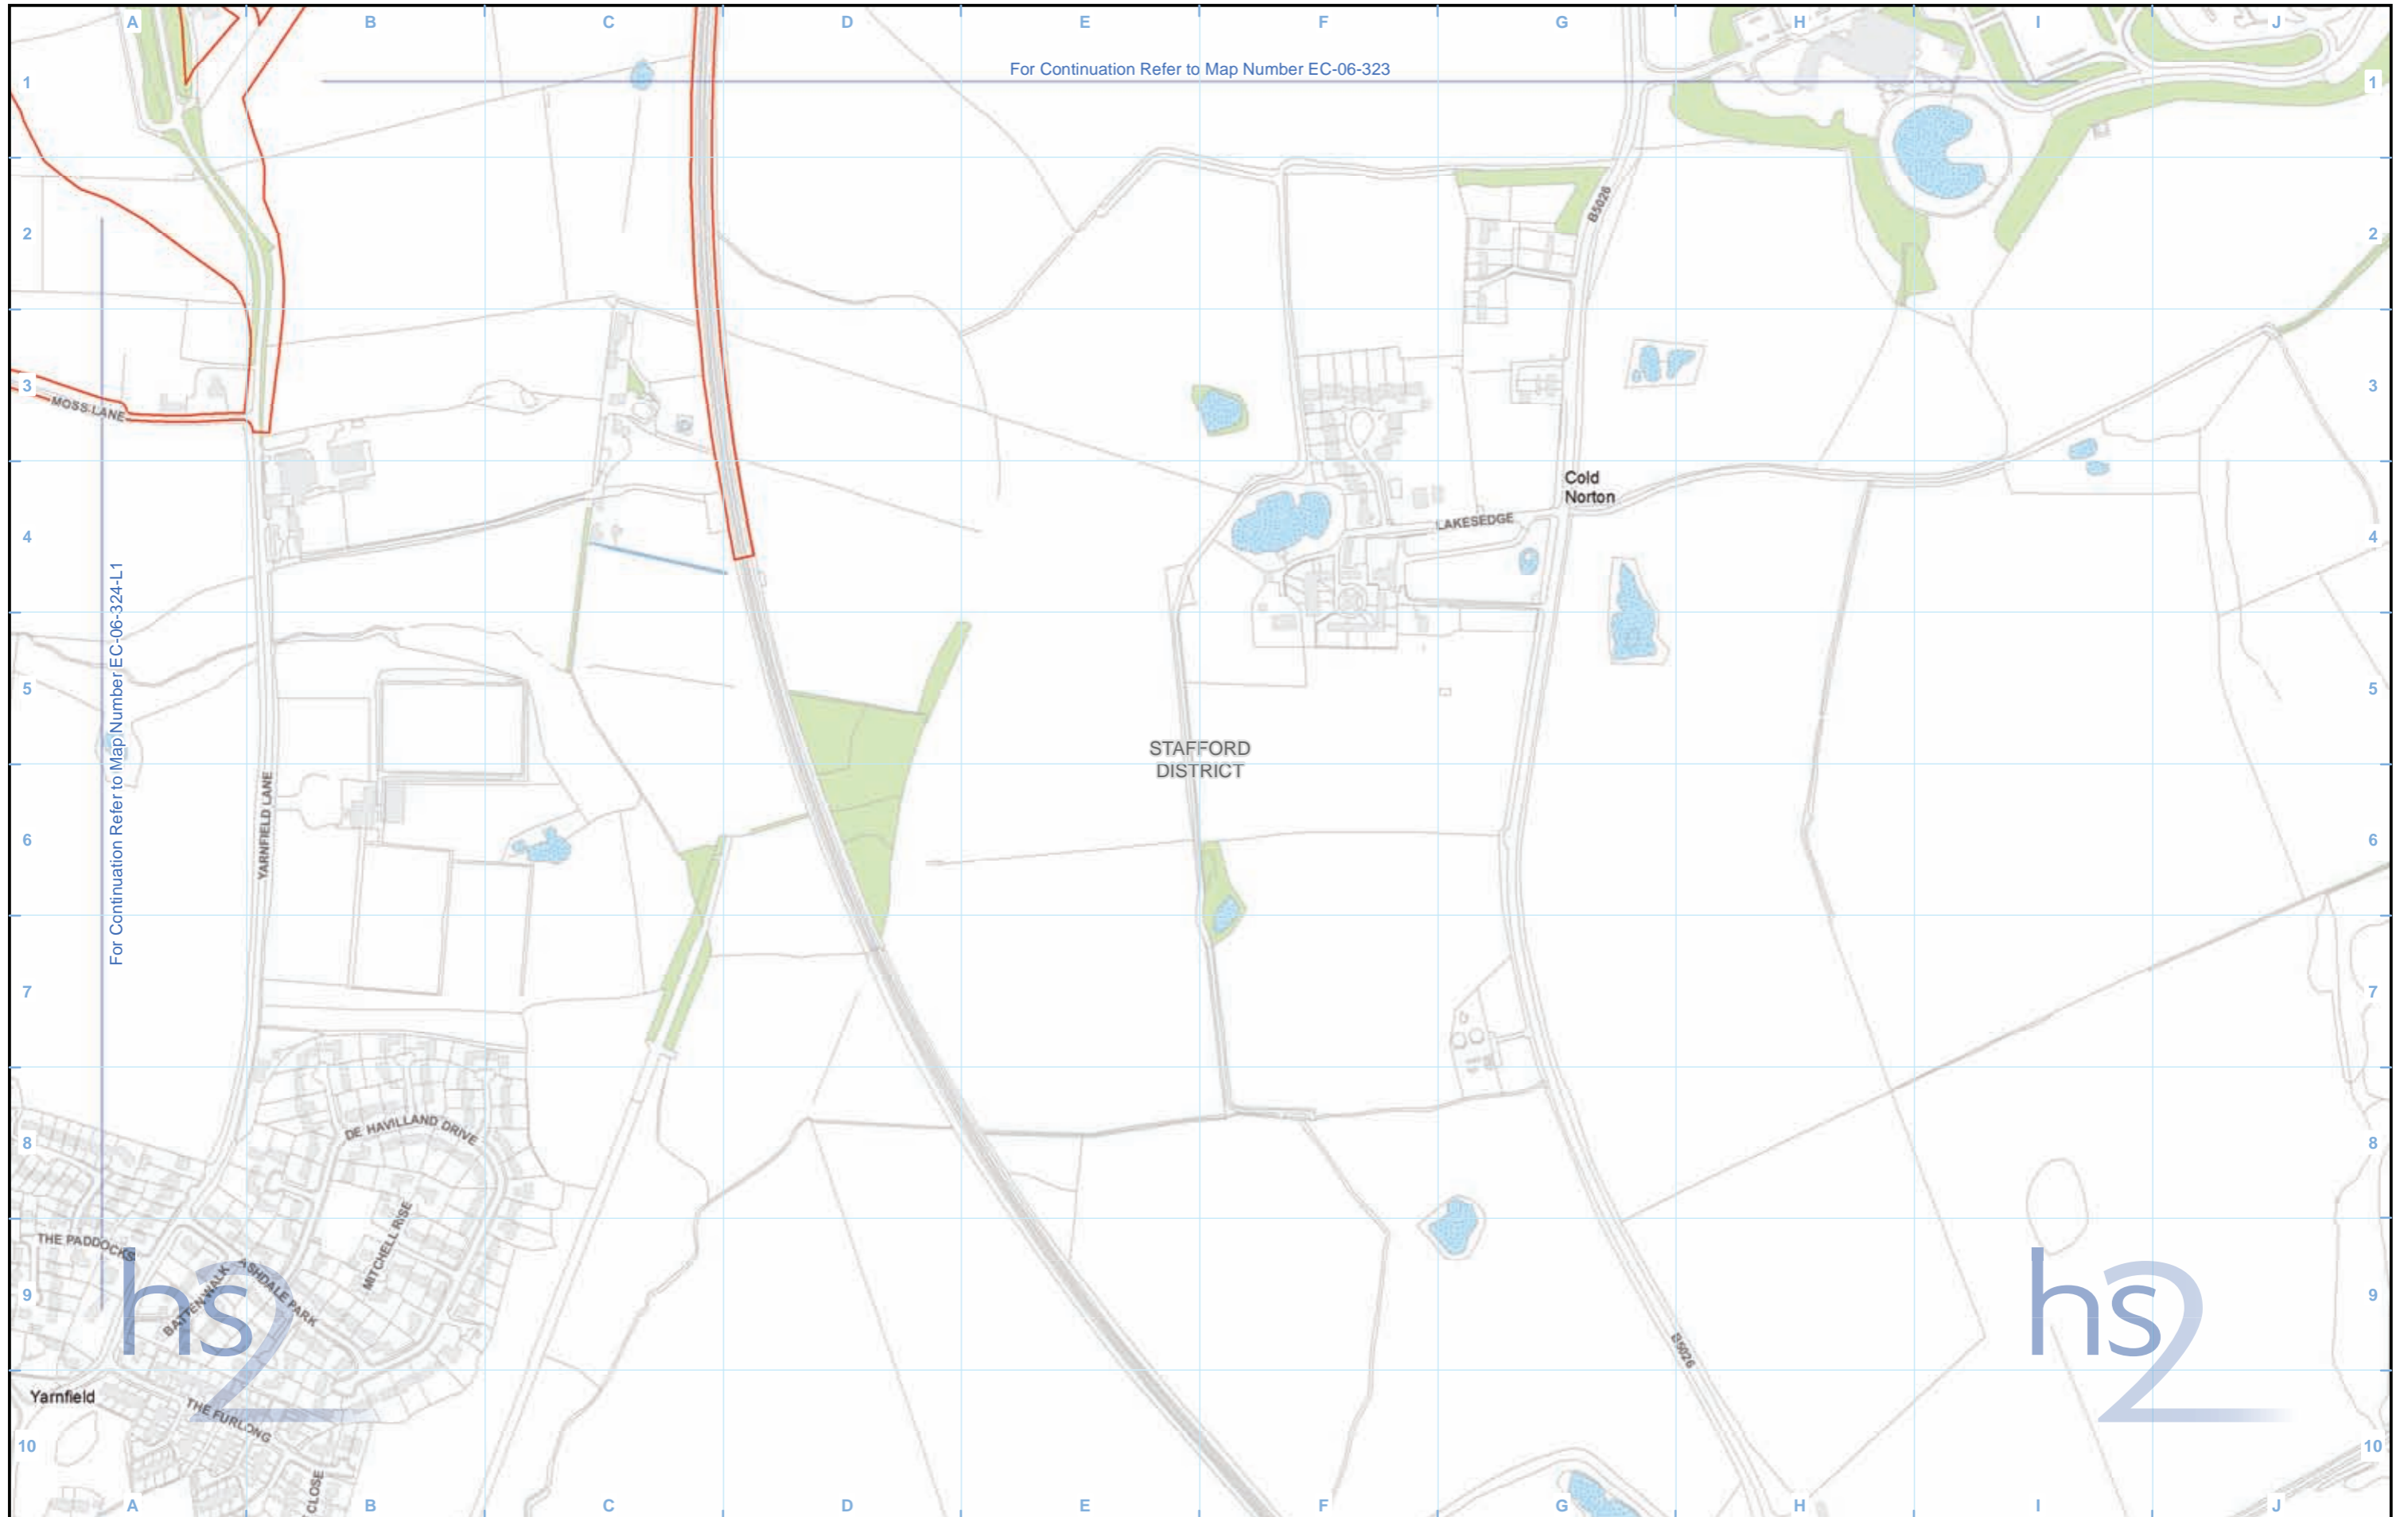 A B C D E F G H I J
For Continuation Refer to Map Number EC-06-323
1 1
B5026
2 2
3 3
MOSS LANE
Cold
Norton
LAKESEDGE
4 4
For Continuation Refer to Map Number EC-06-324-L1
5 5
STAFFORD
DISTRICT
YARNFIELD LANE
6 6
7 7
DE HAVILLAND DRIVE
8 8
MITCHELL RISE
THE PADDOCKS
BATTEN WALK
ASHDALE PARK
hs2
hs2
9 9
B5026
Yarnfield
THE FURLONG
10 10
CLOSE
A B C D E F G H I J